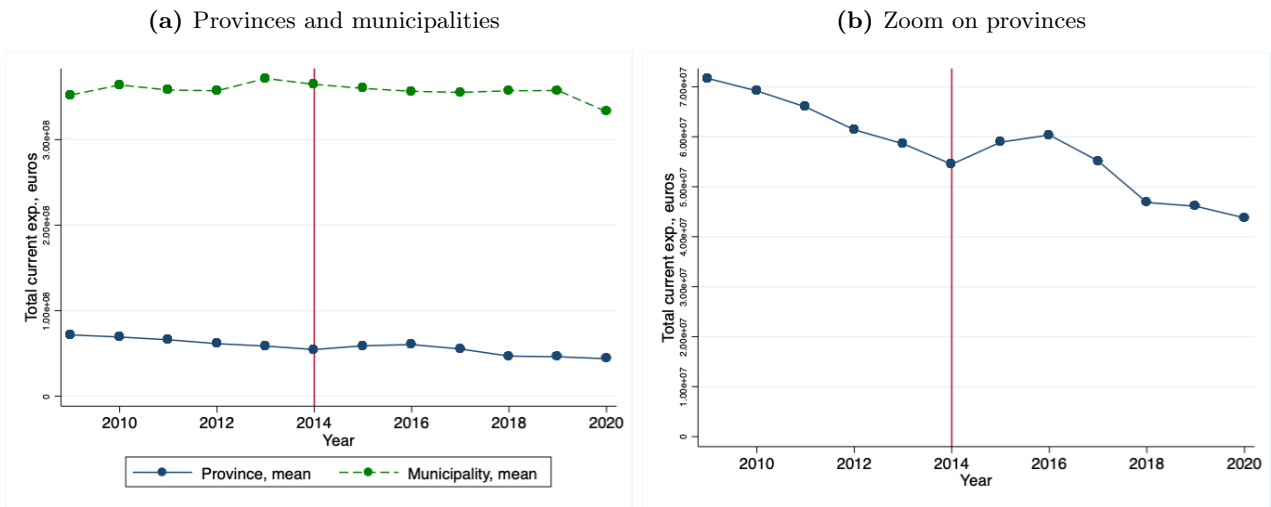 (a) Provinces and municipalities
Total current exp., euros
3.00e+08
2.00e+08
1.00e+08
0
2010 2012 2014 2016 2018 2020
Year
Province, mean Municipality, mean
(b) Zoom on provinces
Total current exp., euros
7.00e+07
6.00e+07
5.00e+07
4.00e+07
3.00e+07
2.00e+07
1.00e+07
0
2010 2012 2014 2016 2018 2020
Year